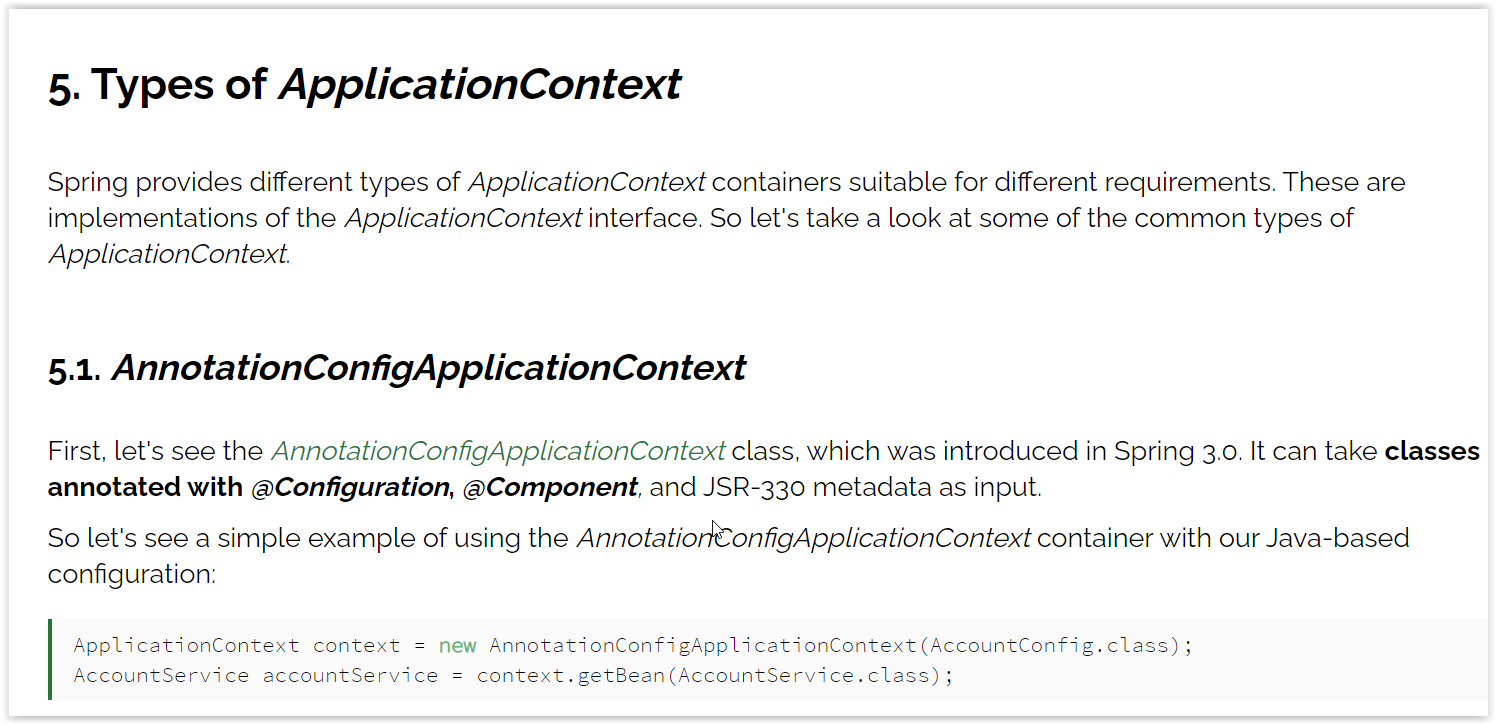 5. Types of ApplicationContext
Spring provides different types of ApplicationContext containers suitable for different requirements. These are
implementations of the ApplicationContext interface. So let's take a look at some of the common types of
ApplicationContext.
5.1. AnnotationConfigApplicationContext
First, let's see the AnnotationConfigApplicationContext class, which was introduced in Spring 3.0. It can take classes
annotated with @Configuration, @Component, and JSR-330 metadata as input.
So let's see a simple example of using the AnnotationConfigApplicationContext container with our Java-based
configuration:
ApplicationContext context = new AnnotationConfigApplicationContext(AccountConfig.class);
AccountService accountService = context.getBean(AccountService.class);